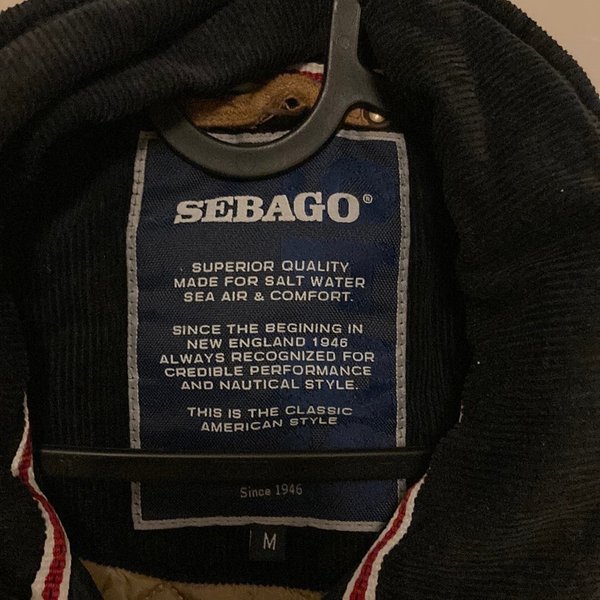 SEBAGO®
SUPERIOR QUALITY
MADE FOR SALT WATER
SEA AIR & COMFORT.
SINCE THE BEGINING IN
NEW ENGLAND 1946
ALWAYS RECOGNIZED FOR
CREDIBLE PERFORMANCE
AND NAUTICAL STYLE.
THIS IS THE CLASSIC
AMERICAN STYLE
Since 1946
M